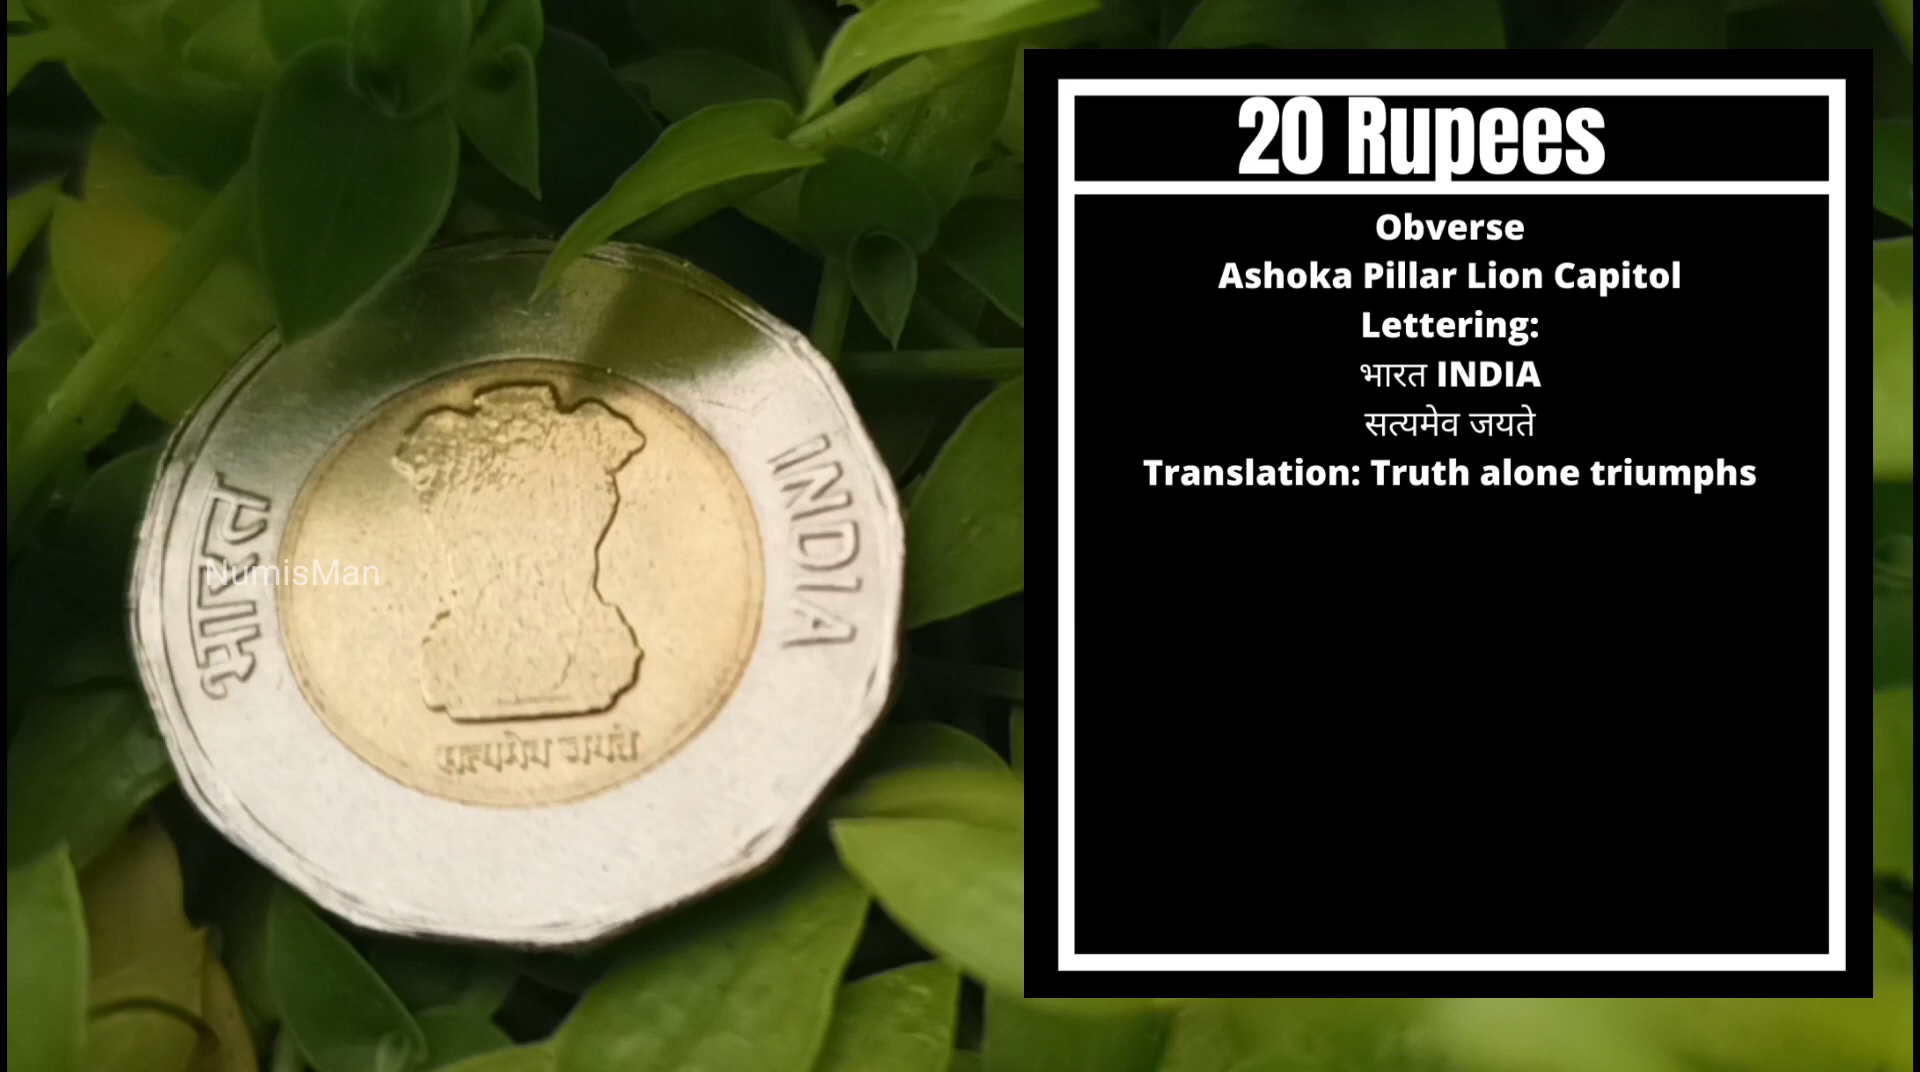 20 Rupees
Obverse
Ashoka Pillar Lion Capitol
Lettering:
भारत INDIA
सत्यमेव जयते
Translation: Truth alone triumphs
भारत
INDIA
सत्यमेव जयते
NumisMan